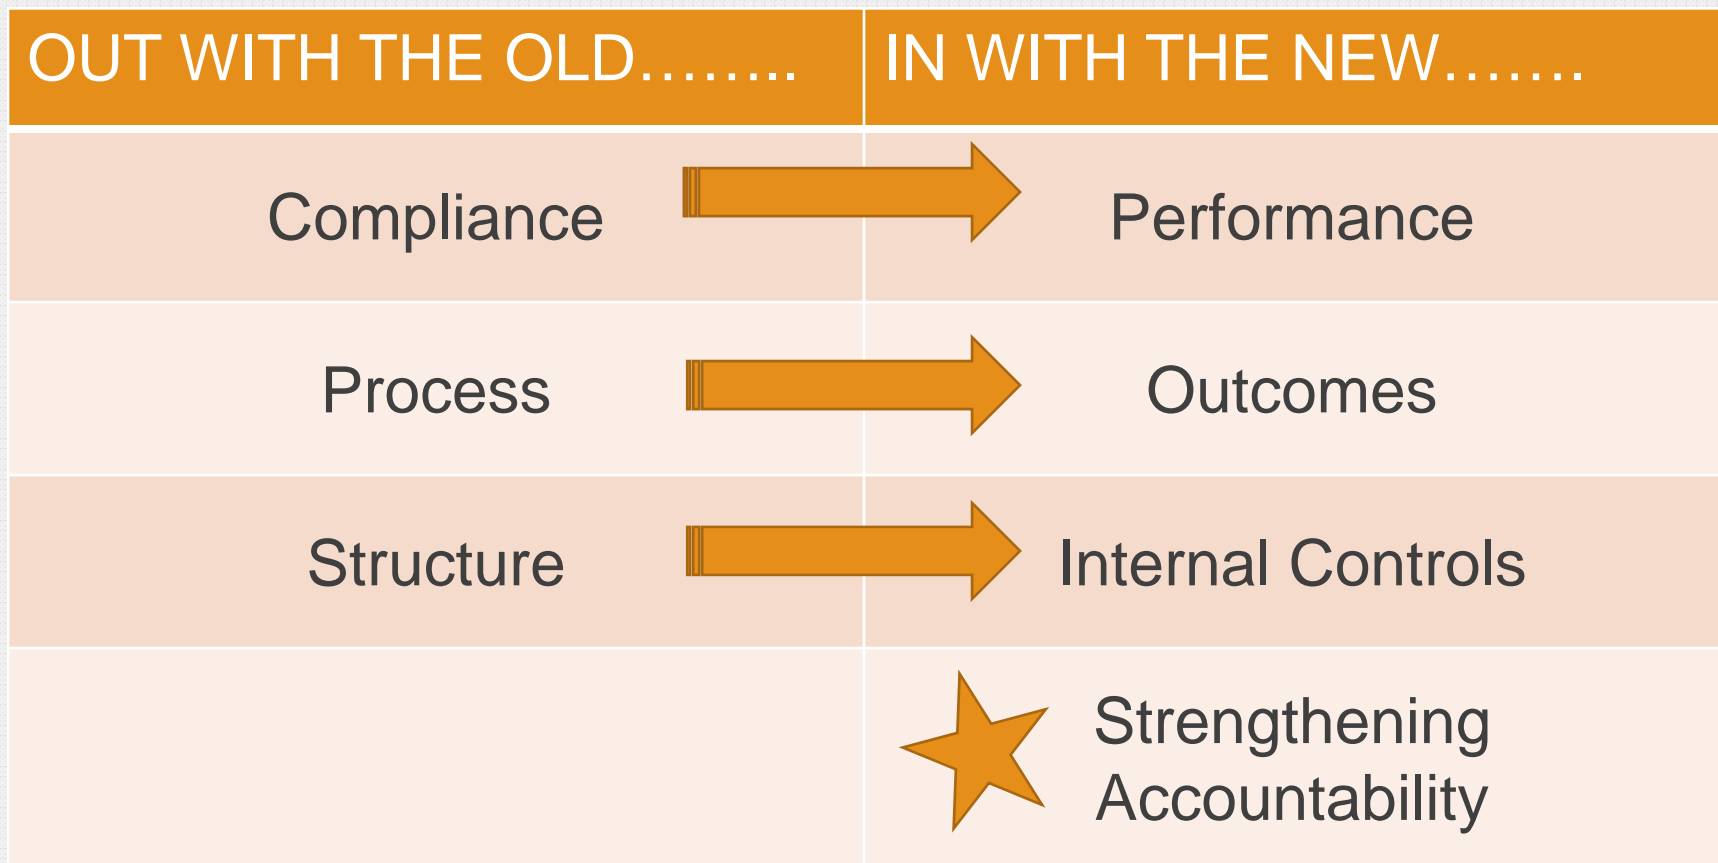 OUT WITH THE OLD……..
IN WITH THE NEW…….
Compliance
Performance
Process
Outcomes
Structure
Internal Controls
Strengthening
Accountability